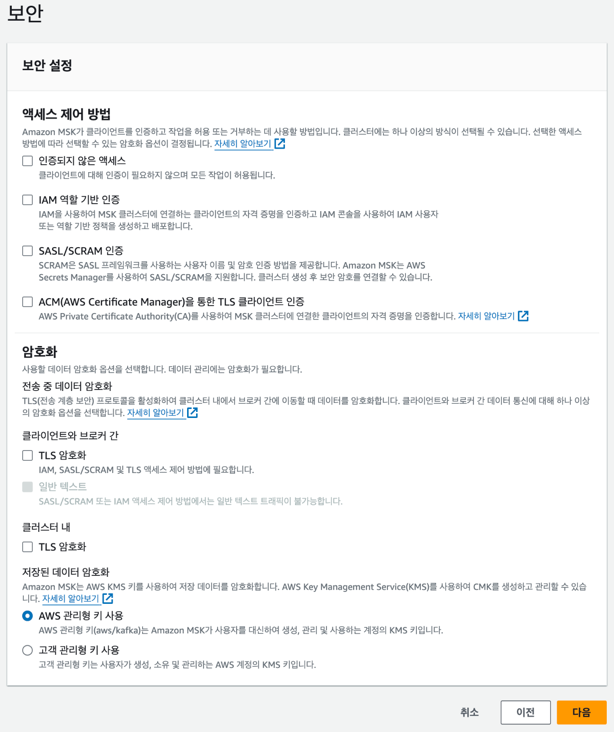 보안
보안 설정
액세스 제어 방법
Amazon MSK가 클라이언트를 인증하고 작업을 허용 또는 거부하는 데 사용할 방법입니다. 클러스터에는 하나 이상의 방식이 선택될 수 있습니다. 선택한 액세스
방법에 따라 선택할 수 있는 암호화 옵션이 결정됩니다. 자세히 알아보기
인증되지 않은 액세스
클라이언트에 대해 인증이 필요하지 않으며 모든 작업이 허용됩니다.
IAM 역할 기반 인증
IAM을 사용하여 MSK 클러스터에 연결하는 클라이언트의 자격 증명을 인증하고 IAM 콘솔을 사용하여 IAM 사용자
또는 역할 기반 정책을 생성하고 배포합니다.
SASL/SCRAM 인증
SCRAM은 SASL 프레임워크를 사용하는 사용자 이름 및 암호 인증 방법을 제공합니다. Amazon MSK는 AWS
Secrets Manager를 사용하여 SASL/SCRAM을 지원합니다. 클러스터 생성 후 보안 암호를 연결할 수 있습니다.
ACM(AWS Certificate Manager)을 통한 TLS 클라이언트 인증
AWS Private Certificate Authority(CA)를 사용하여 MSK 클러스터에 연결한 클라이언트의 자격 증명을 인증합니다. 자세히 알아보기
암호화
사용할 데이터 암호화 옵션을 선택합니다. 데이터 관리에는 암호화가 필요합니다.
전송 중 데이터 암호화
TLS(전송 계층 보안) 프로토콜을 활성화하여 클러스터 내에서 브로커 간에 이동할 때 데이터를 암호화합니다. 클라이언트와 브로커 간 데이터 통신에 대해 하나 이상
의 암호화 옵션을 선택합니다. 자세히 알아보기
클라이언트와 브로커 간
TLS 암호화
IAM, SASL/SCRAM 및 TLS 액세스 제어 방법에 필요합니다.
일반 텍스트
SASL/SCRAM 또는 IAM 액세스 제어 방법에서는 일반 텍스트 트래픽이 불가능합니다.
클러스터 내
TLS 암호화
저장된 데이터 암호화
Amazon MSK는 AWS KMS 키를 사용하여 저장 데이터를 암호화합니다. AWS Key Management Service(KMS)를 사용하여 CMK를 생성하고 관리할 수 있습
니다. 자세히 알아보기
AWS 관리형 키 사용
AWS 관리형 키(aws/kafka)는 Amazon MSK가 사용자를 대신하여 생성, 관리 및 사용하는 계정의 KMS 키입니다.
고객 관리형 키 사용
고객 관리형 키는 사용자가 생성, 소유 및 관리하는 AWS 계정의 KMS 키입니다.
취소 이전 다음